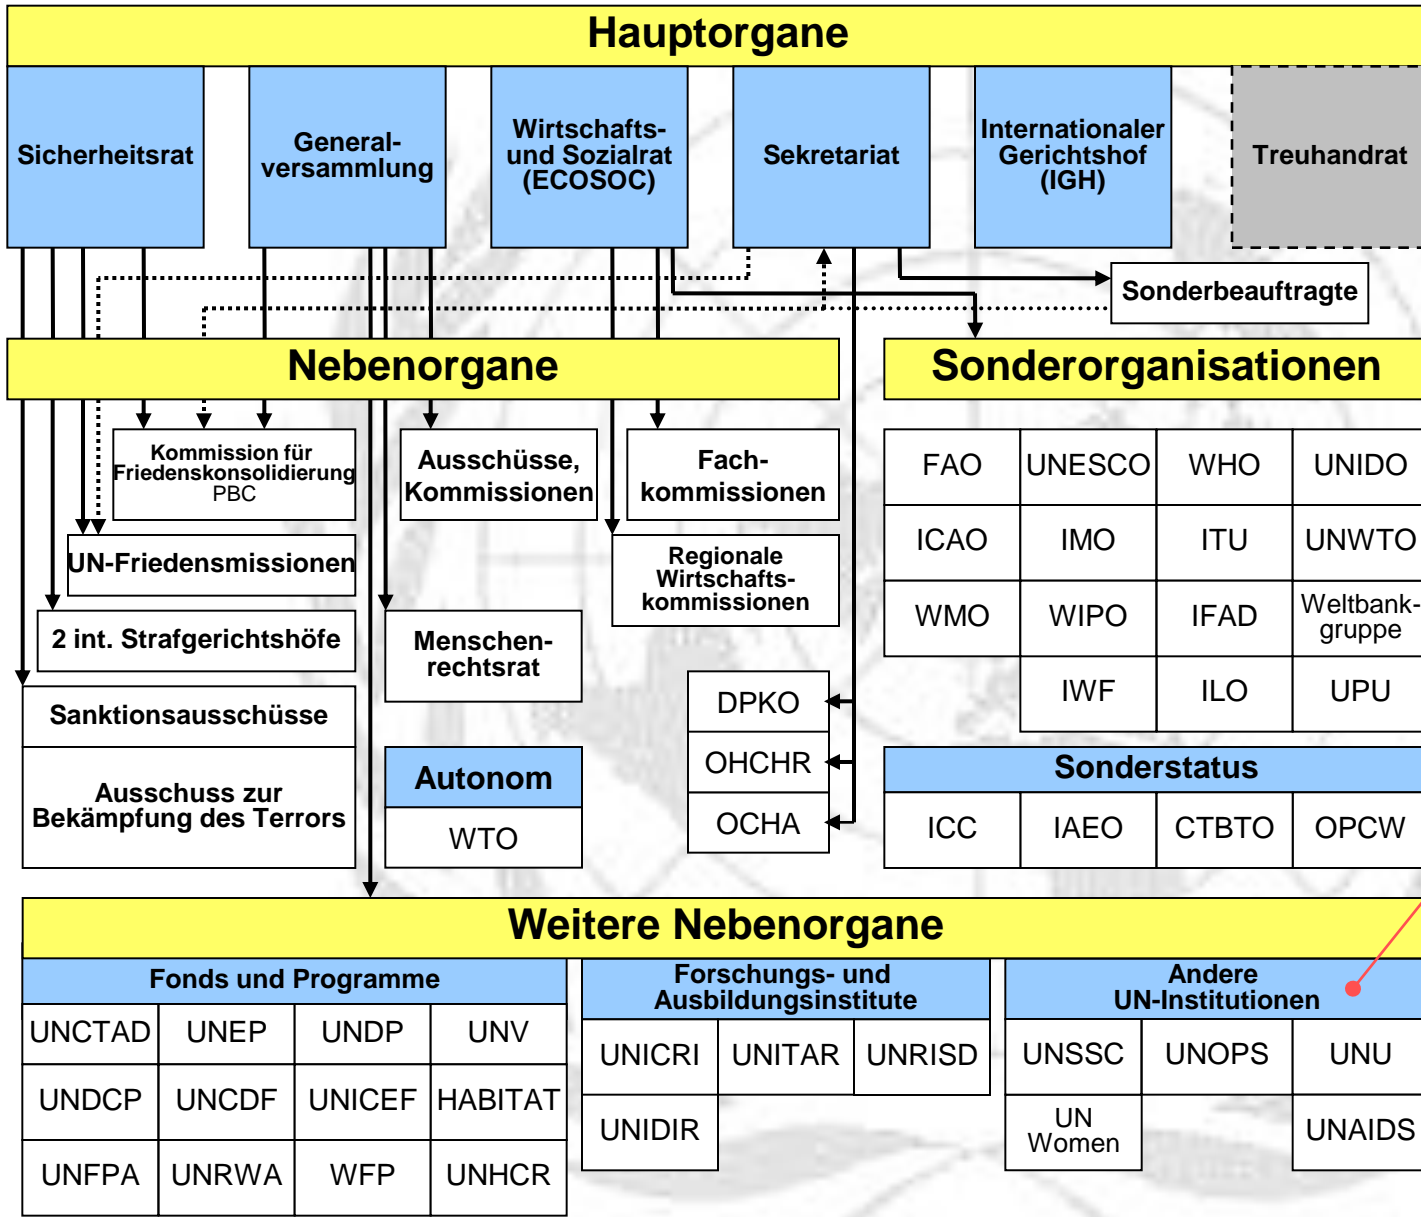 Hauptorgane
Sicherheitsrat
General-
versammlung
Wirtschafts-
und Sozialrat
(ECOSOC)
Sekretariat
Internationaler
Gerichtshof
(IGH)
Treuhandrat
Sonderbeauftragte
Nebenorgane
Kommission für
Friedenskonsolidierung
PBC
Ausschüsse,
Kommissionen
Fach-
kommissionen
UN-Friedensmissionen
Regionale
Wirtschafts-
kommissionen
2 int. Strafgerichtshöfe
Menschen-
rechtsrat
Sanktionsausschüsse
Ausschuss zur
Bekämpfung des Terrors
Autonom
WTO
DPKO
OHCHR
OCHA
Sonderorganisationen
FAO UNESCO WHO UNIDO
ICAO IMO ITU UNWTO
WMO WIPO IFAD Weltbank-
gruppe
IWF ILO UPU
Sonderstatus
ICC IAEO CTBTO OPCW
Weitere Nebenorgane
Fonds und Programme
UNCTAD UNEP UNDP UNV
UNDCP UNCDF UNICEF HABITAT
UNFPA UNRWA WFP UNHCR
Forschungs- und
Ausbildungsinstitute
UNICRI UNITAR UNRISD
UNIDIR
Andere
UN-Institutionen
UNSSC UNOPS UNU
UN
Women
UNAIDS